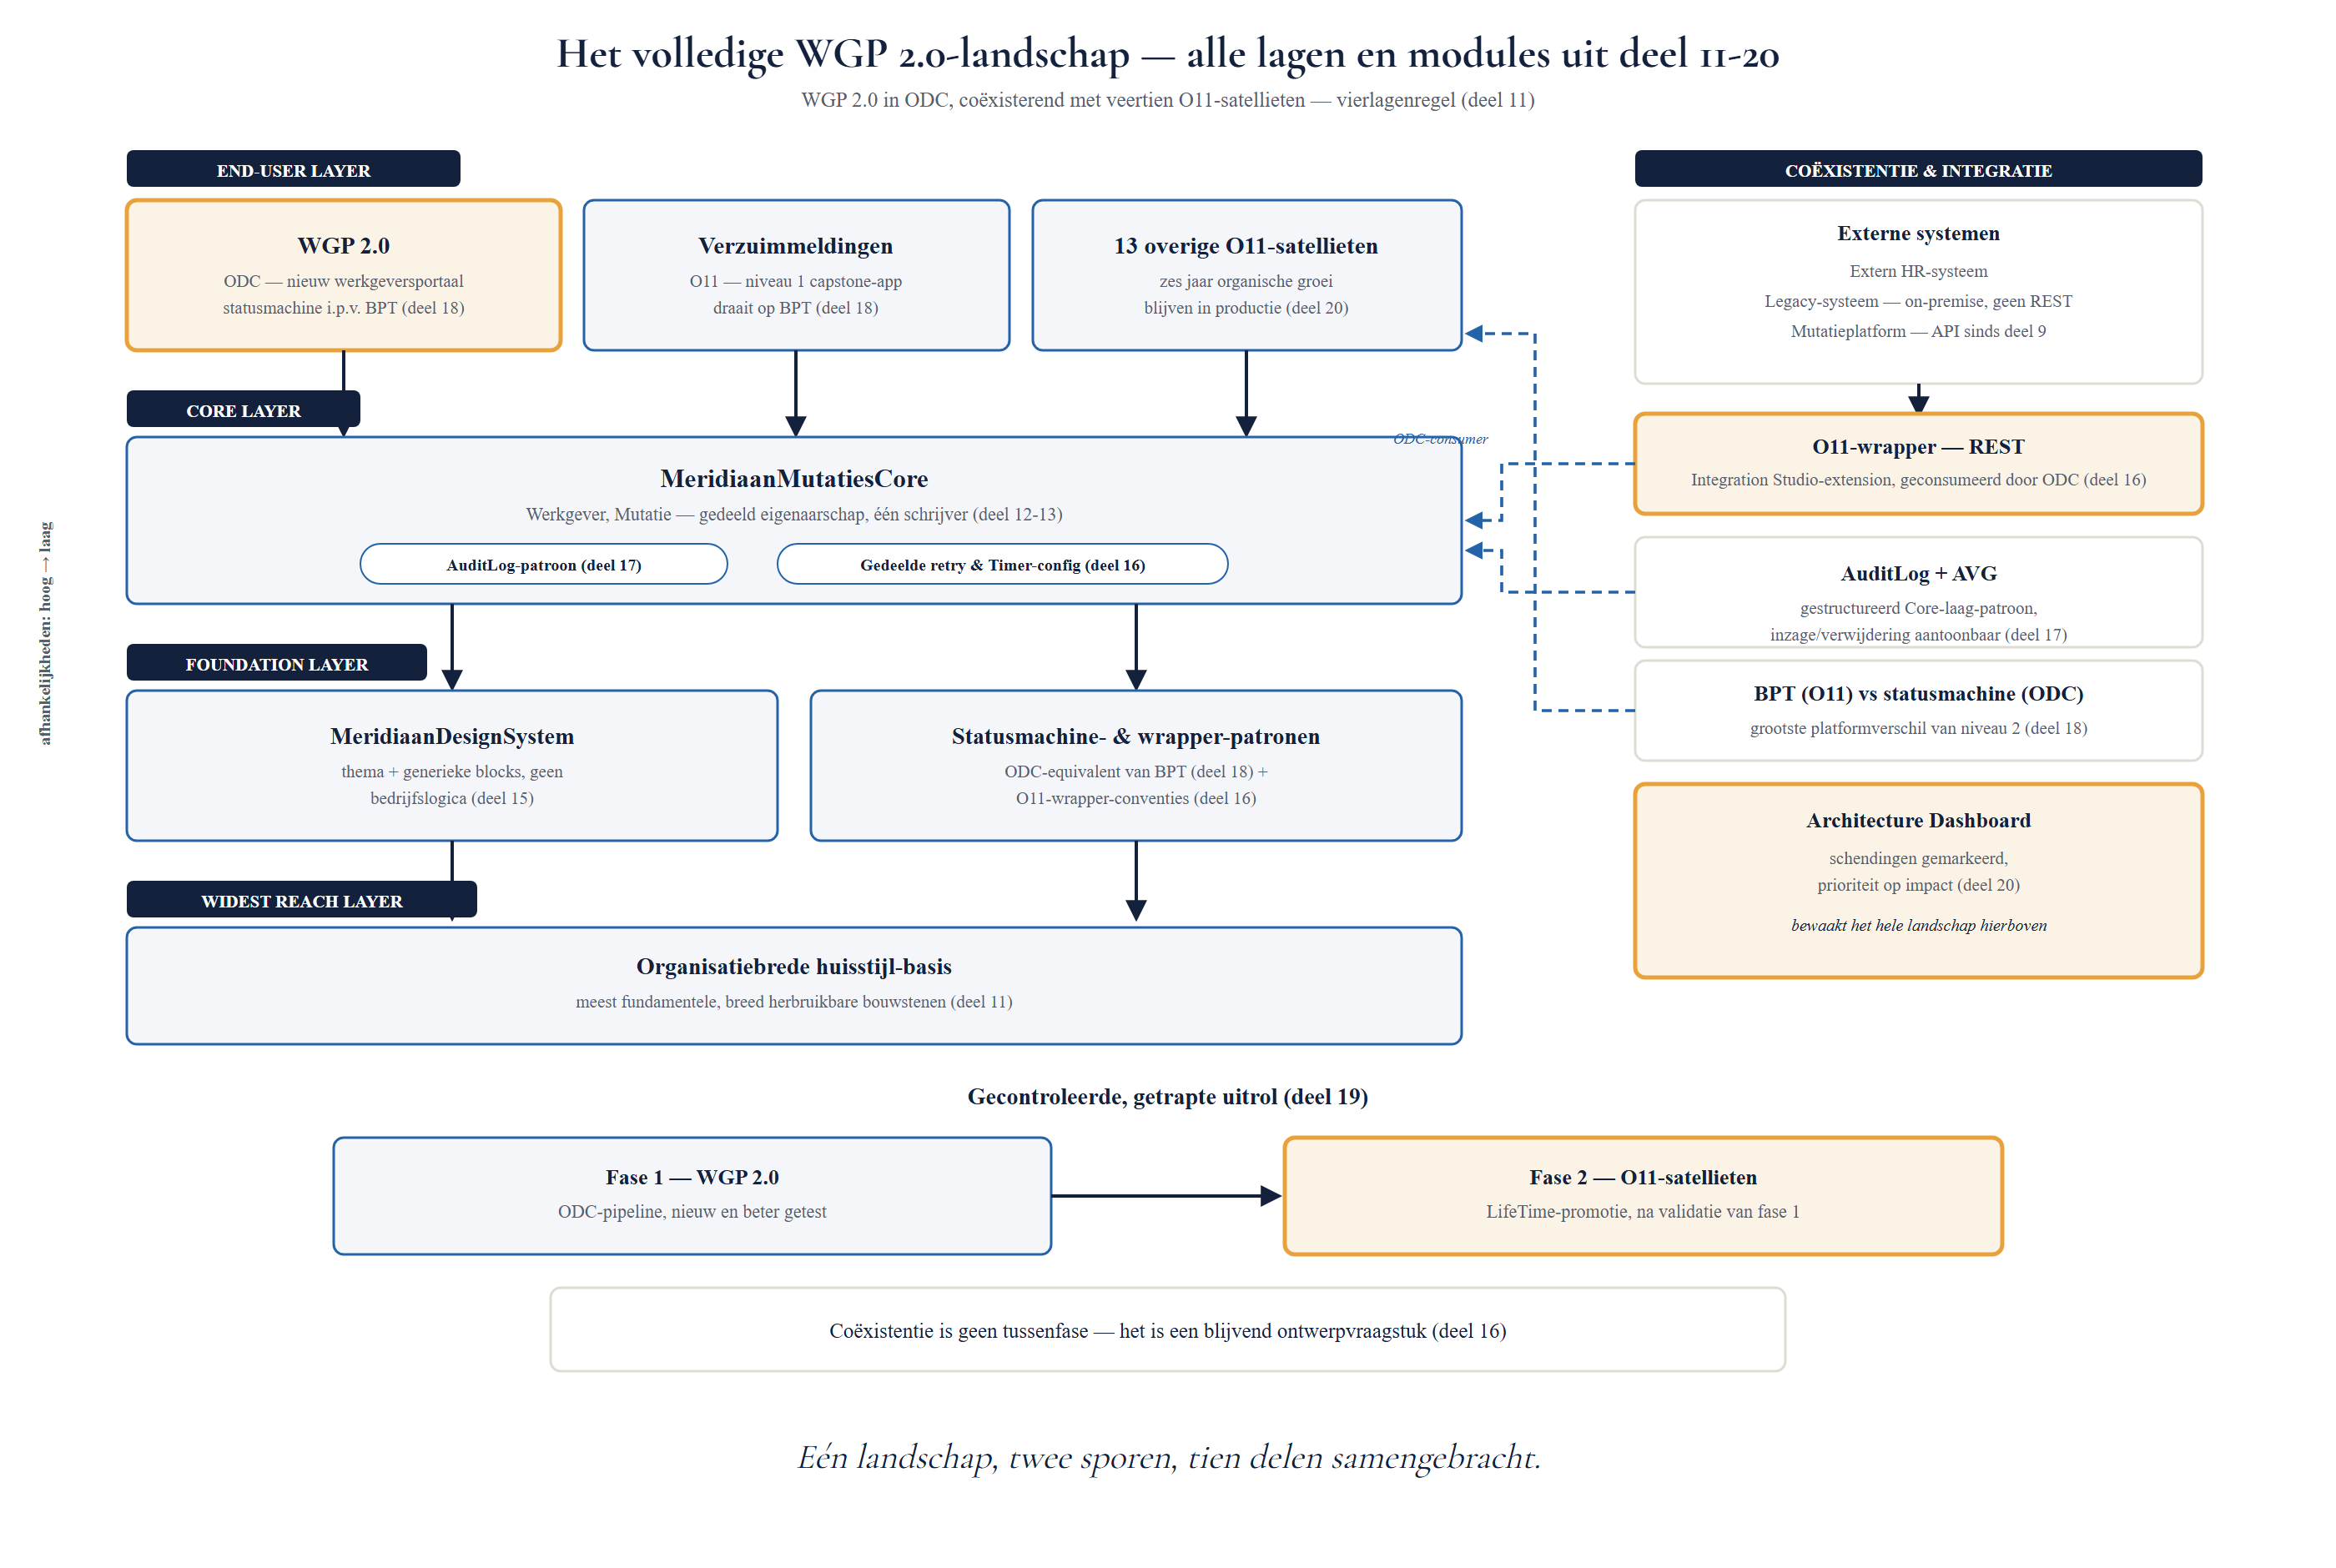 Het volledige WGP 2.0-landschap — alle lagen en modules uit deel 11-20
WGP 2.0 in ODC, coëxisterend met veertien O11-satellieten — vierlagenregel (deel 11)
END-USER LAYER
WGP 2.0
ODC — nieuw werkgeversportaal
statusmachine i.p.v. BPT (deel 18)
Verzuimmeldingen
O11 — niveau 1 capstone-app
draait op BPT (deel 18)
13 overige O11-satellieten
zes jaar organische groei
blijven in productie (deel 20)
CORE LAYER
MeridiaanMutatiesCore
Werkgever, Mutatie — gedeeld eigenaarschap, één schrijver (deel 12-13)
AuditLog-patroon (deel 17)
Gedeelde retry & Timer-config (deel 16)
ODC-consumer
afhankelijkheden: hoog → laag
FOUNDATION LAYER
MeridiaanDesignSystem
thema + generieke blocks, geen
bedrijfslogica (deel 15)
Statusmachine- & wrapper-patronen
ODC-equivalent van BPT (deel 18) +
O11-wrapper-conventies (deel 16)
WIDEST REACH LAYER
Organisatiebrede huisstijl-basis
meest fundamentele, breed herbruikbare bouwstenen (deel 11)
COËXISTENTIE & INTEGRATIE
Externe systemen
Extern HR-systeem
Legacy-systeem — on-premise, geen REST
Mutatieplatform — API sinds deel 9
O11-wrapper — REST
Integration Studio-extension, geconsumeerd door ODC (deel 16)
AuditLog + AVG
gestructureerd Core-laag-patroon,
inzage/verwijdering aantoonbaar (deel 17)
BPT (O11) vs statusmachine (ODC)
grootste platformverschil van niveau 2 (deel 18)
Architecture Dashboard
schendingen gemarkeerd,
prioriteit op impact (deel 20)
bewaakt het hele landschap hierboven
Gecontroleerde, getrapte uitrol (deel 19)
Fase 1 — WGP 2.0
ODC-pipeline, nieuw en beter getest
Fase 2 — O11-satellieten
LifeTime-promotie, na validatie van fase 1
Coëxistentie is geen tussenfase — het is een blijvend ontwerpvraagstuk (deel 16)
Eén landschap, twee sporen, tien delen samengebracht.